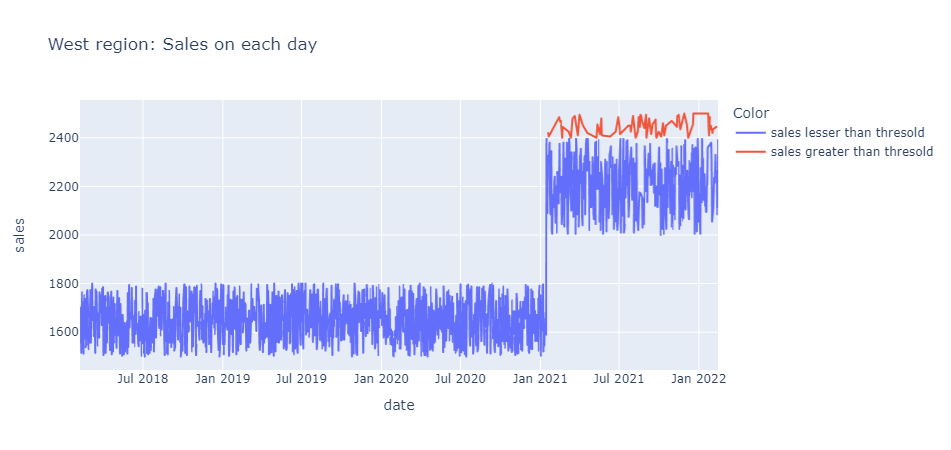 West region: Sales on each day
Color
sales lesser than thresold
sales greater than thresold
sales
2400
2200
2000
1800
1600
Jul 2018
Jan 2019
Jul 2019
Jan 2020
Jul 2020
Jan 2021
Jul 2021
Jan 2022
date